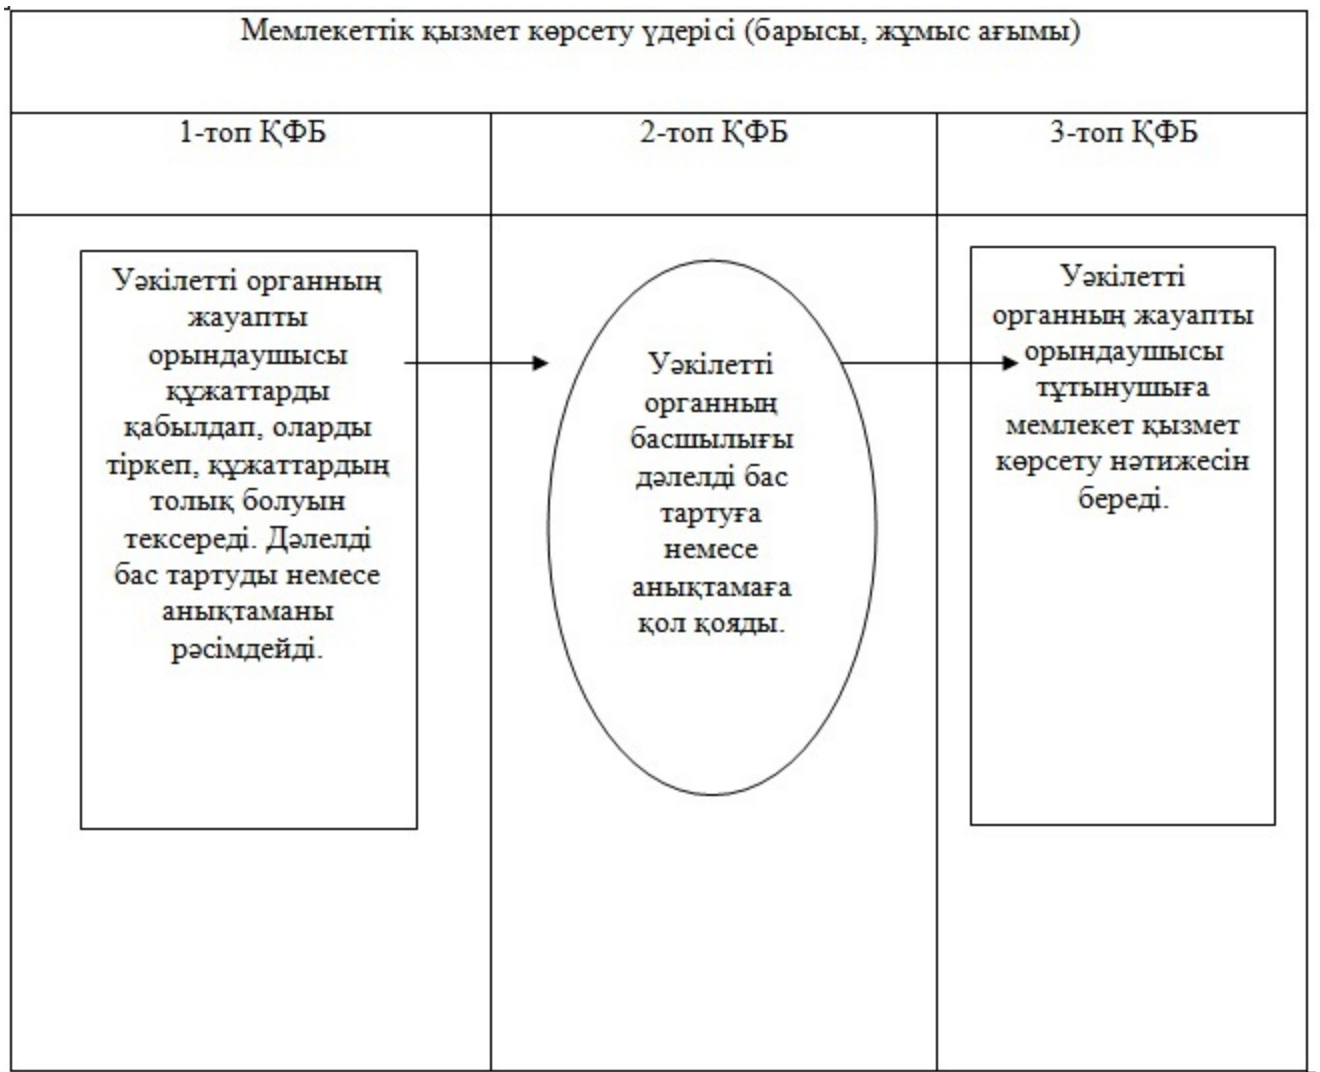 Мемлекеттік қызмет көрсету үдерісі (барысы, жұмыс ағымы)
1-топ ҚФБ
2-топ ҚФБ
3-топ ҚФБ
Уәкілетті органның
жауапты
орындаушысы
құжаттарды
қабылдап, оларды
тіркеп, құжаттардың
толық болуын
тексереді. Дәлелді
бас тартуды немесе
анықтаманы
рәсімдейді.
Уәкілетті
органның
басшылығы
дәлелді бас
тартуға
немесе
анықтамаға
қол қояды.
Уәкілетті
органның жауапты
орындаушысы
тұтынушыға
мемлекет қызмет
көрсету нәтижесін
береді.